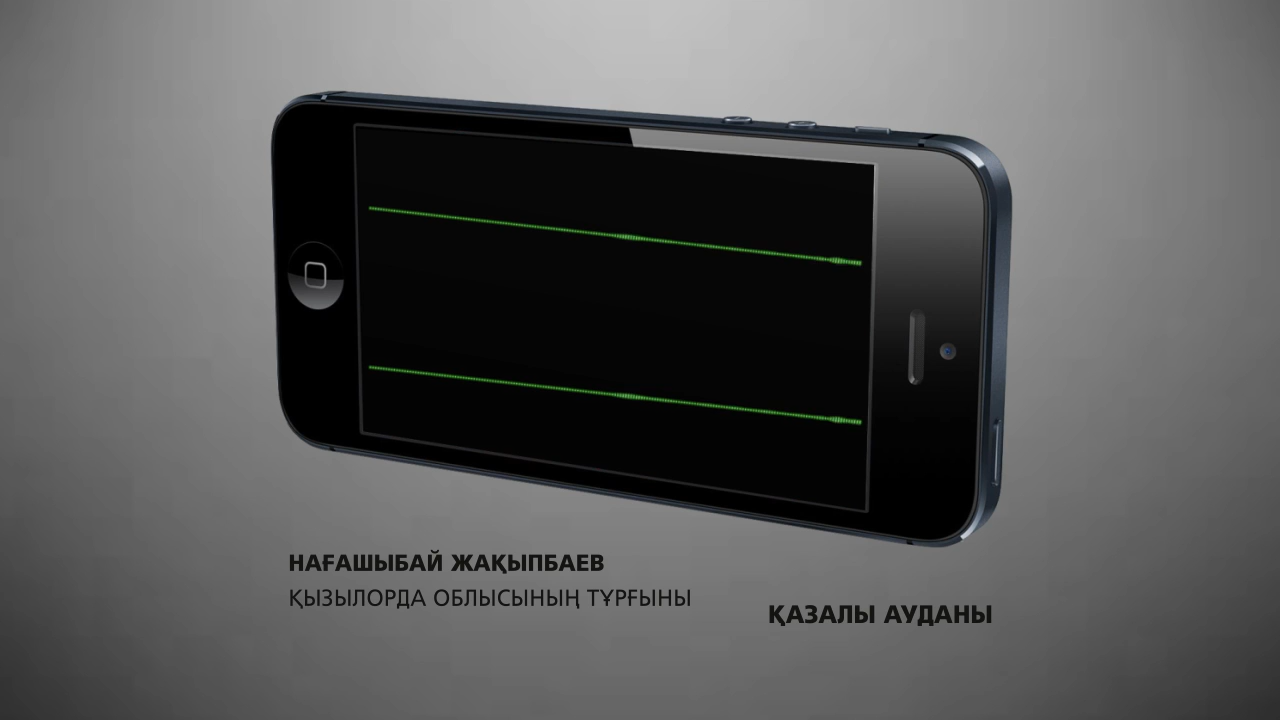 НАҒАШЫБАЙ ЖАҚЫПБАЕВ
ҚЫЗЫЛОРДА ОБЛЫСЫНЫҢ ТҰРҒЫНЫ
ҚАЗАЛЫ АУДАНЫ